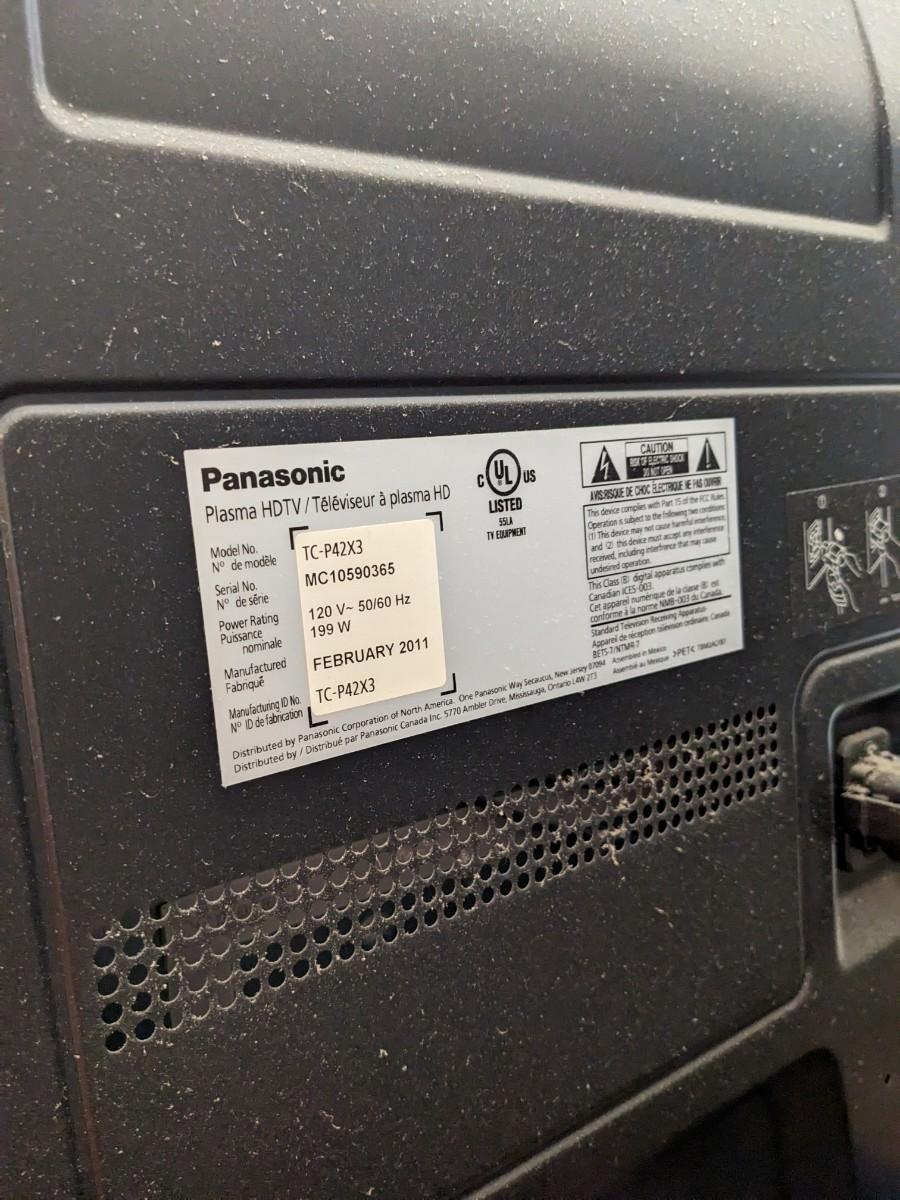 Panasonic
Plasma HDTV / Téléviseur à plasma HD
Model No.
Nº de modèle
TC-P42X3
Serial No.
Nº de série
MC10590365
Power Rating
Puissance
nominale
120 V~ 50/60 Hz
199 W
Manufactured
Fabriqué
FEBRUARY 2011
Manufacturing ID No.
Nº ID de fabrication
TC-P42X3
C UL US
LISTED
55LA
TV EQUIPMENT
CAUTION
RISK OF ELECTRIC SHOCK
DO NOT OPEN
AVIS:RISQUE DE CHOC ÉLECTRIQUE NE PAS OUVRIR
This device complies with Part 15 of the FCC Rules.
Operation is subject to the following two conditions:
(1) This device may not cause harmful interference,
and (2) this device must accept any interference
received, including interference that may cause
undesired operation.
This Class (B) digital apparatus complies with
Canadian ICES-003.
Cet appareil numérique de la classe (B) est
conforme à la norme NMB-003 du Canada.
Standard Television Receiving Apparatus
Appareil de réception télévision ordinaire, Canada
BETS-7/NTMR-7
Distributed by Panasonic Corporation of North America. One Panasonic Way Secaucus, New Jersey 07094
Distributed by / Distribué par Panasonic Canada Inc. 5770 Ambler Drive, Mississauga, Ontario L4W 2T3
Assembled in Mexico
Assemblé au Mexique
>PET<